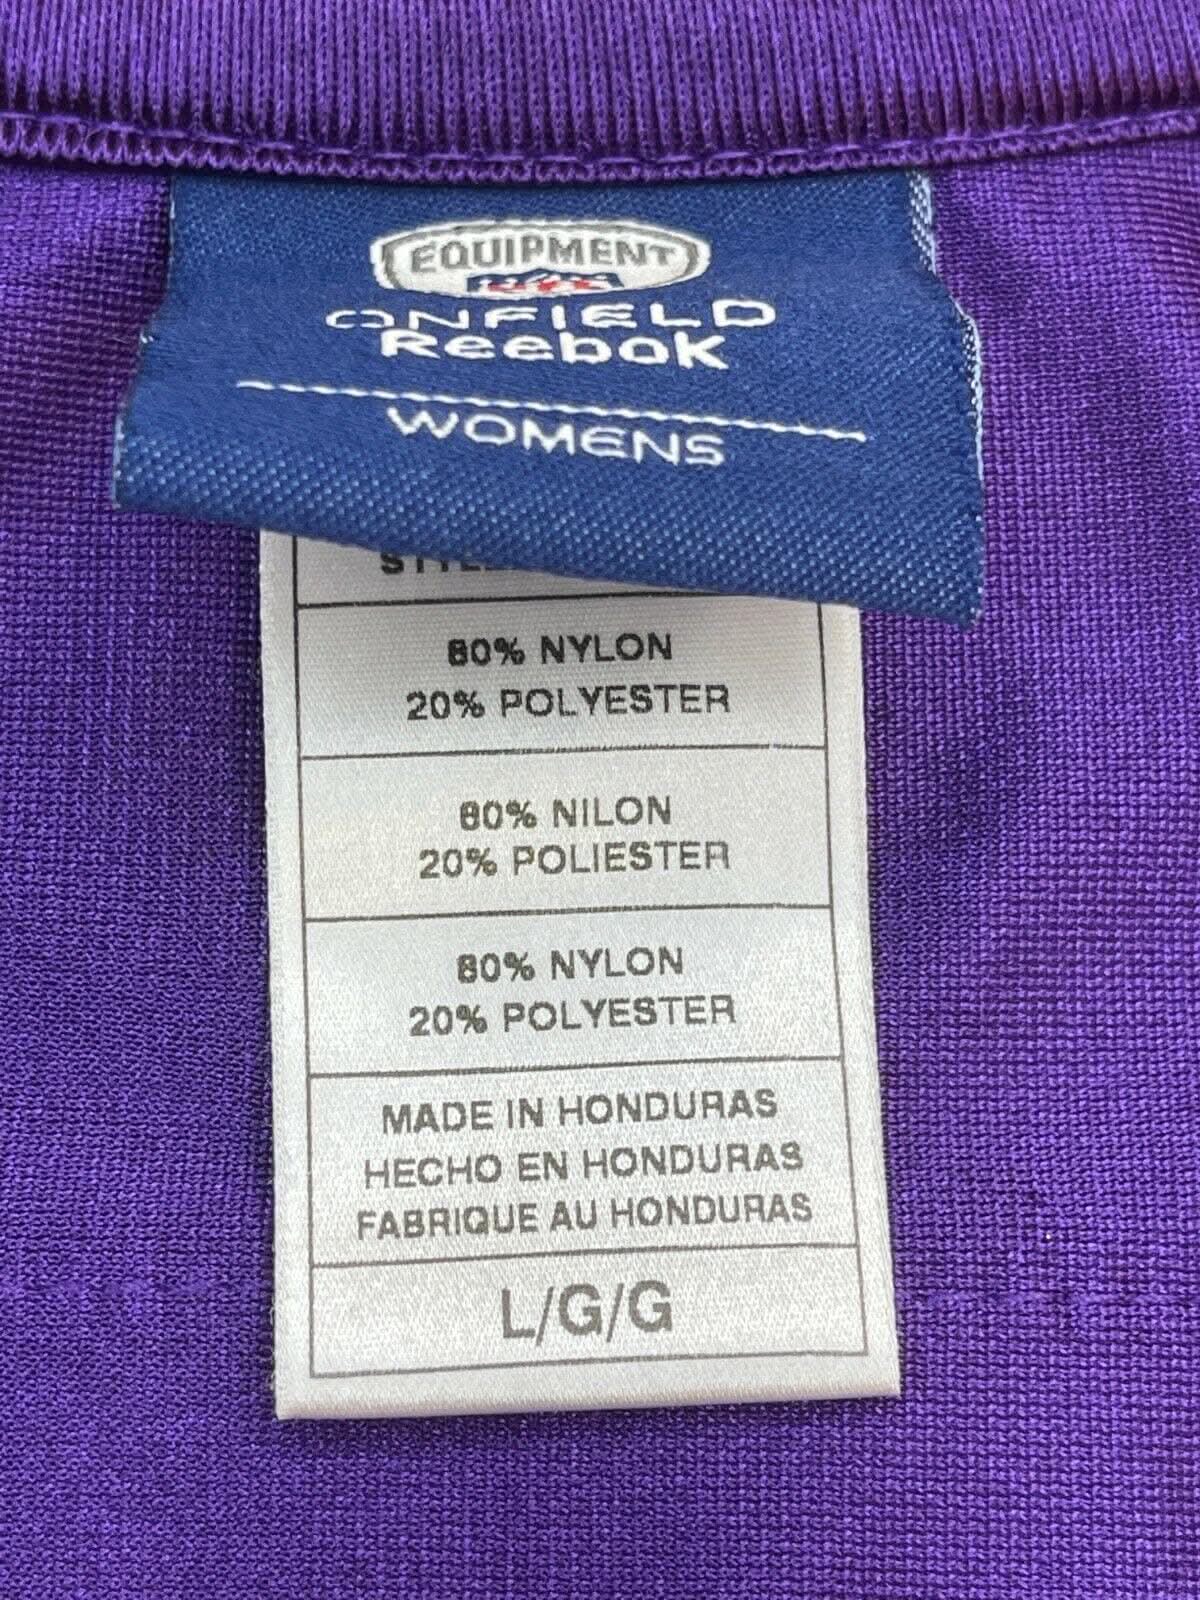 EQUIPMENT
ONFIELD
Reebok
WOMENS
80% NYLON
20% POLYESTER
80% NILON
20% POLIESTER
80% NYLON
20% POLYESTER
MADE IN HONDURAS
HECHO EN HONDURAS
FABRIQUE AU HONDURAS
L/G/G